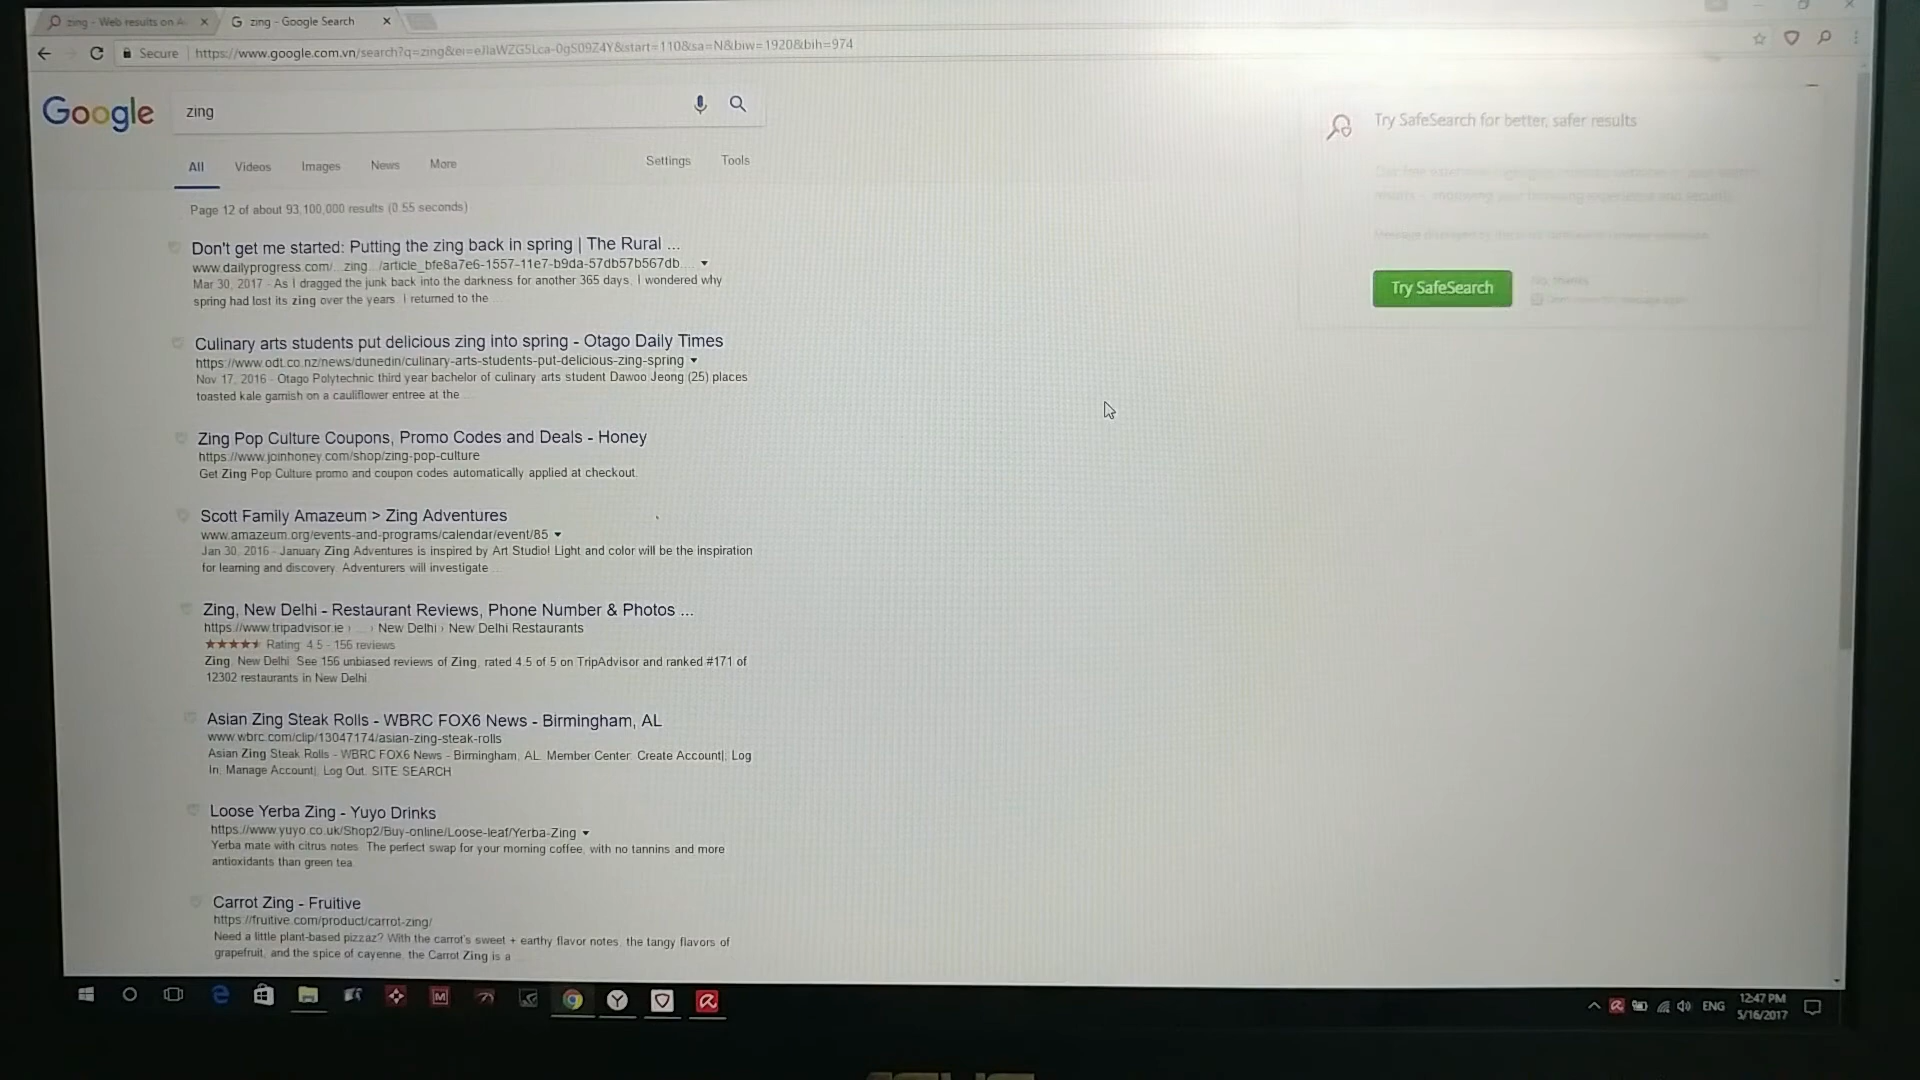 zing - Web results on A
zing - Google Search
Secure
https://www.google.com.vn/search?q=zing&ei=
&start=110&sa=N&biw=1920&bih=974
Google
zing
All
Videos
Images
News
More
Settings
Tools
Page 12 of about 93,100,000 results (0.55 seconds)
Don't get me started: Putting the zing back in spring | The Rural ...
www.dailyprogress.com/...zing.../article_bfe8a7e6-1557-11e7-b9da-57db57b567db....
Mar 30, 2017 - As I dragged the junk back into the darkness for another 365 days, I wondered why
spring had lost its zing over the years. I returned to the ...
Culinary arts students put delicious zing into spring - Otago Daily Times
https://www.odt.co.nz/news/dunedin/culinary-arts-students-put-delicious-zing-spring
Nov 17, 2016 - Otago Polytechnic third year bachelor of culinary arts student Dawoo Jeong (25) places
toasted kale garnish on a cauliflower entree at the ...
Zing Pop Culture Coupons, Promo Codes and Deals - Honey
https://www.joinhoney.com/shop/zing-pop-culture
Get Zing Pop Culture promo and coupon codes automatically applied at checkout.
Scott Family Amazeum > Zing Adventures
www.amazeum.org/events-and-programs/calendar/event/85
Jan 30, 2016 - January Zing Adventures is inspired by Art Studio! Light and color will be the inspiration
for learning and discovery. Adventurers will investigate ...
Zing, New Delhi - Restaurant Reviews, Phone Number & Photos ...
https://www.tripadvisor.ie › ... › New Delhi › New Delhi Restaurants
Rating: 4.5 - 156 reviews
Zing, New Delhi: See 156 unbiased reviews of Zing, rated 4.5 of 5 on TripAdvisor and ranked #171 of
12302 restaurants in New Delhi.
Asian Zing Steak Rolls - WBRC FOX6 News - Birmingham, AL
www.wbrc.com/clip/13047174/asian-zing-steak-rolls
Asian Zing Steak Rolls - WBRC FOX6 News - Birmingham, AL. Member Center: Create Account|, Log
In; Manage Account|, Log Out. SITE SEARCH
Loose Yerba Zing - Yuyo Drinks
https://www.yuyo.co.uk/Shop2/Buy-online/Loose-leaf/Yerba-Zing
Yerba mate with citrus notes. The perfect swap for your morning coffee, with no tannins and more
antioxidants than green tea.
Carrot Zing - Fruitive
https://fruitive.com/product/carrot-zing/
Need a little plant-based pizzaz? With the carrot's sweet + earthy flavor notes, the tangy flavors of
grapefruit, and the spice of cayenne, the Carrot Zing is a ...
Try SafeSearch for better, safer results
Try SafeSearch
No, thanks
ENG
12:47 PM
5/16/2017